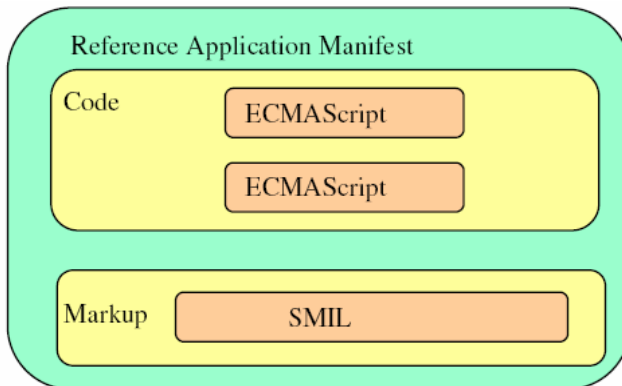 Reference Application Manifest
Code
ECMAScript
ECMAScript
Markup
SMIL